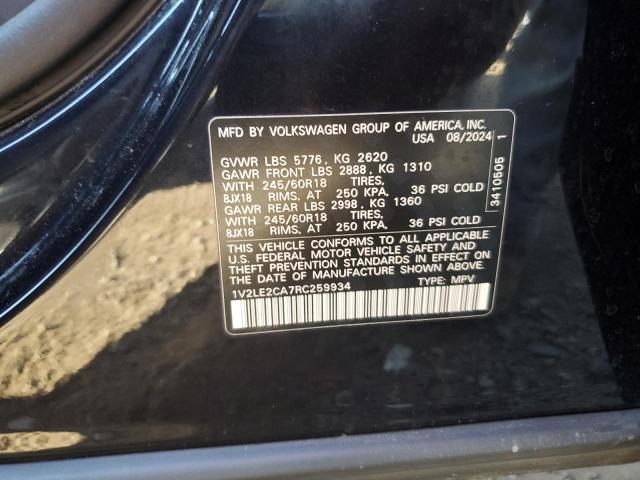 MFD BY VOLKSWAGEN GROUP OF AMERICA, INC.
USA 08/2024
GVWR LBS 5776, KG 2620
GAWR FRONT LBS 2888, KG 1310
WITH 245/60R18 TIRES.
8JX18 RIMS, AT 250 KPA, 36 PSI COLD
GAWR REAR LBS 2998, KG 1360
WITH 245/60R18 TIRES.
8JX18 RIMS, AT 250 KPA. 36 PSI COLD
THIS VEHICLE CONFORMS TO ALL APPLICABLE
U.S. FEDERAL MOTOR VEHICLE SAFETY AND
THEFT PREVENTION STANDARDS IN EFFECT ON
THE DATE OF MANUFACTURE SHOWN ABOVE.
1V2LE2CA7RC259934 TYPE: MPV
3410505 1